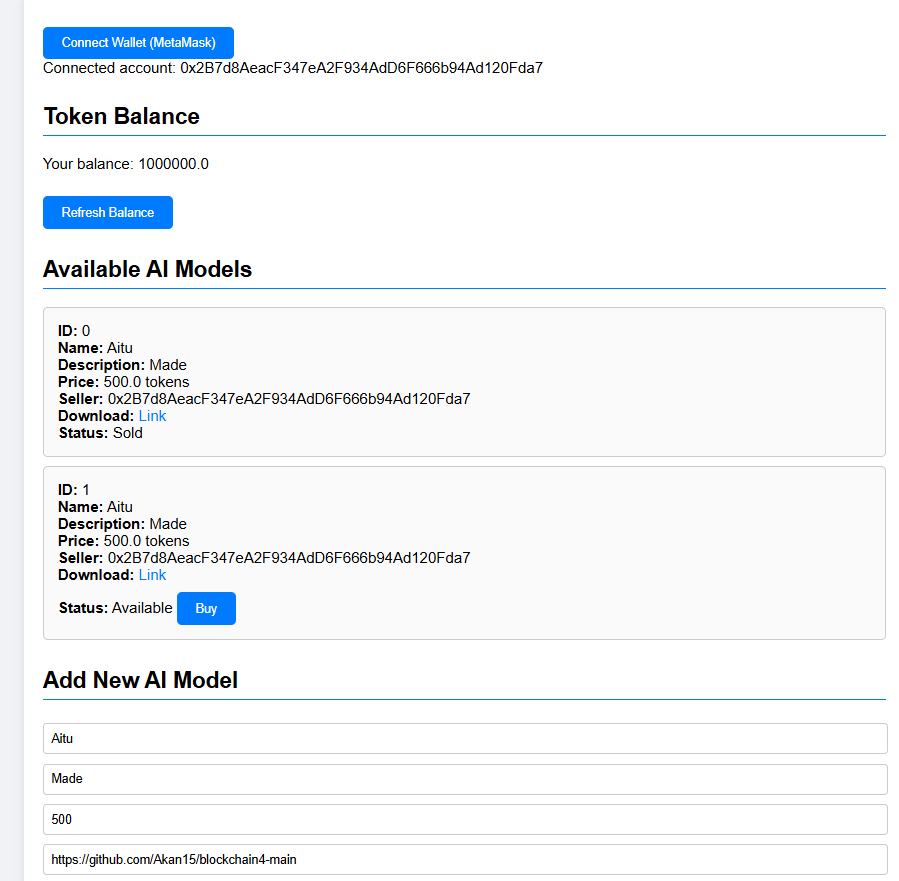 Connect Wallet (MetaMask)
Connected account: 0x2B7d8AeacF347eA2F934AdD6F666b94Ad120Fda7
Token Balance
Your balance: 1000000.0
Refresh Balance
Available AI Models
ID: 0
Name: Aitu
Description: Made
Price: 500.0 tokens
Seller: 0x2B7d8AeacF347eA2F934AdD6F666b94Ad120Fda7
Download: Link
Status: Sold
ID: 1
Name: Aitu
Description: Made
Price: 500.0 tokens
Seller: 0x2B7d8AeacF347eA2F934AdD6F666b94Ad120Fda7
Download: Link
Status: Available Buy
Add New AI Model
Aitu
Made
500
https://github.com/Akan15/blockchain4-main